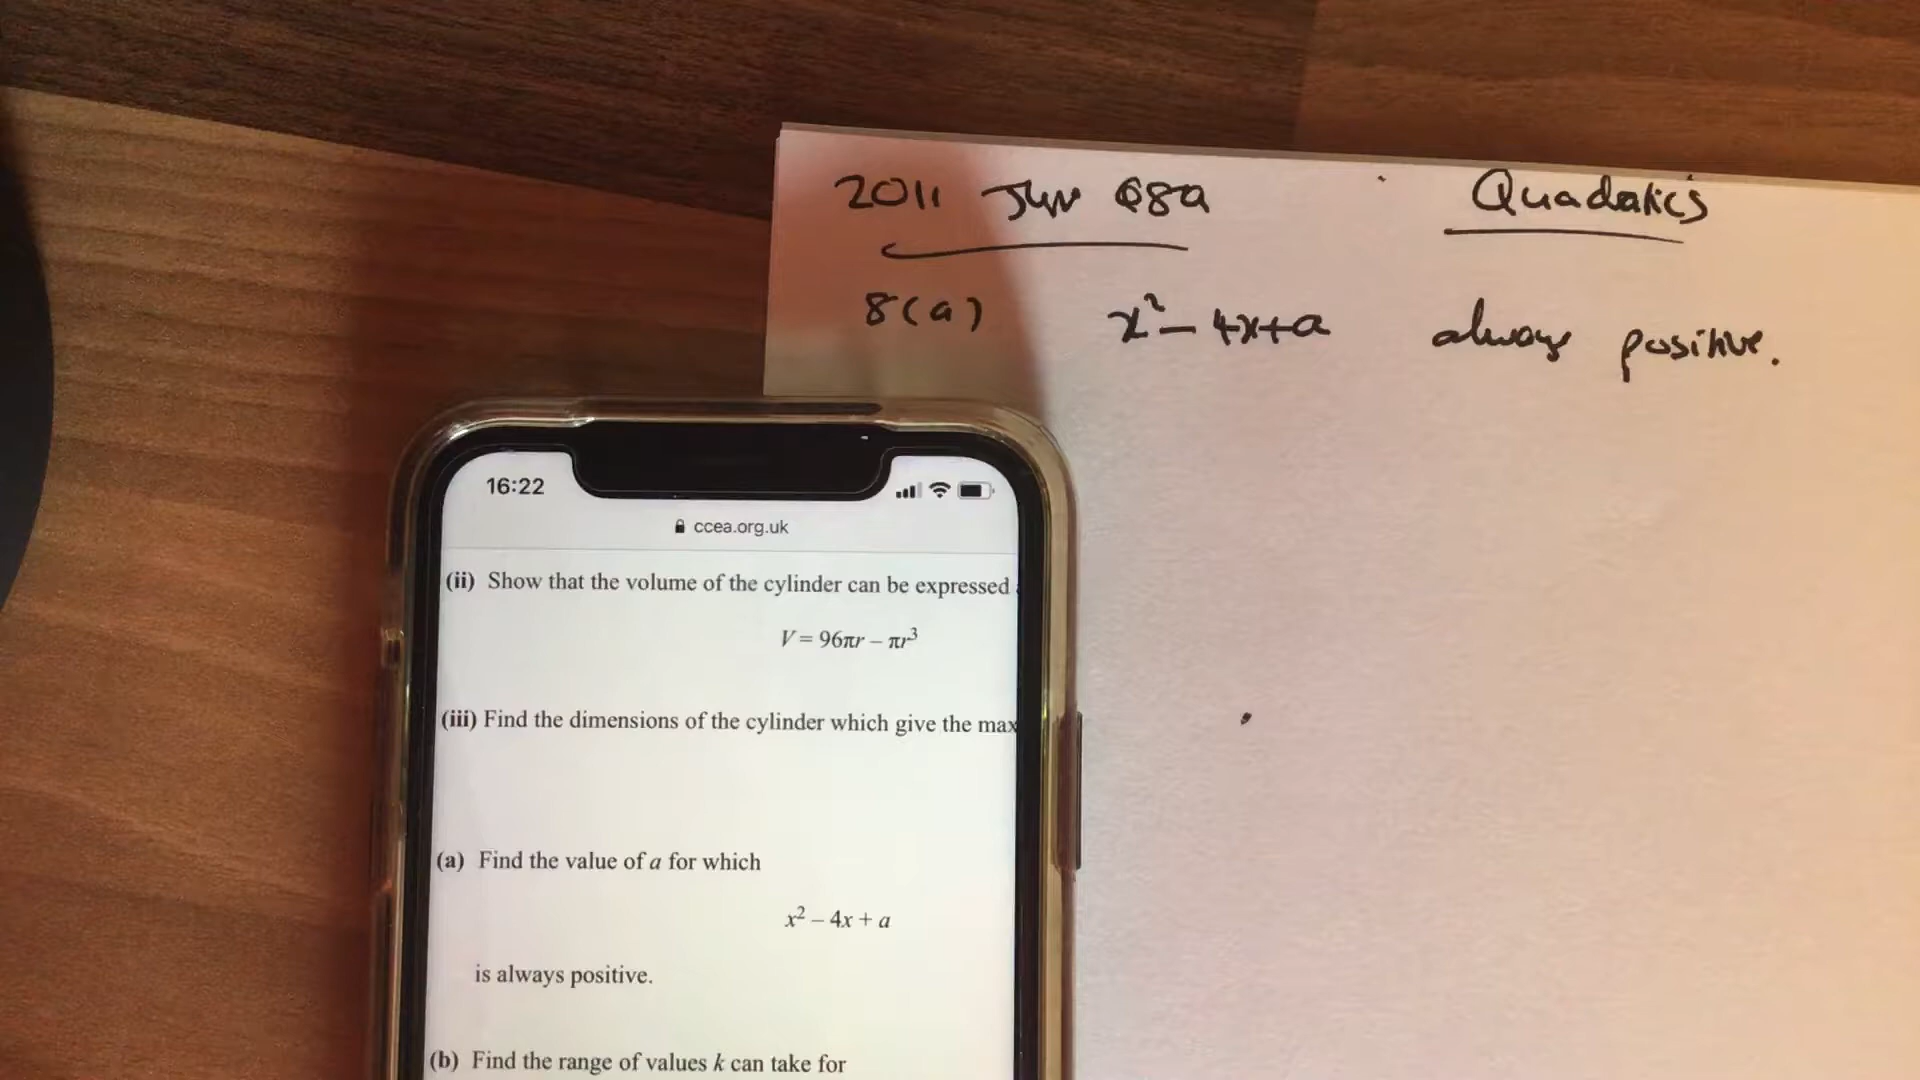 2011 Jun Q8a
Quadatics
8(a) x² - 4x + a always positive.
16:22
ccea.org.uk
(ii) Show that the volume of the cylinder can be expressed
V = 96πr – πr³
(iii) Find the dimensions of the cylinder which give the max
(a) Find the value of a for which
x² – 4x + a
is always positive.
(b) Find the range of values k can take for